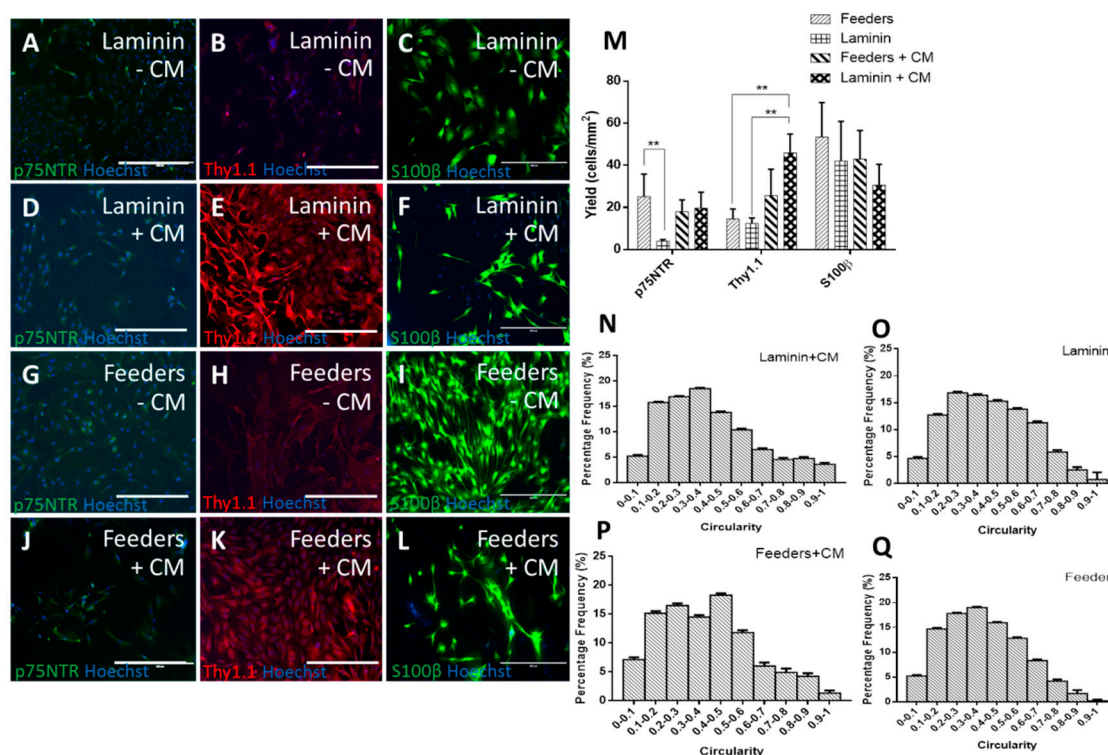 A Laminin - CM
p75NTR Hoechst
B Laminin - CM
Thy1.1 Hoechst
C Laminin - CM
S100β Hoechst
D Laminin + CM
p75NTR Hoechst
E Laminin + CM
Thy1.1 Hoechst
F Laminin + CM
S100β Hoechst
G Feeders - CM
p75NTR Hoechst
H Feeders - CM
Thy1.1 Hoechst
I Feeders - CM
S100β Hoechst
J Feeders + CM
p75NTR Hoechst
K Feeders + CM
Thy1.1 Hoechst
L Feeders + CM
S100β Hoechst
M
Feeders
Laminin
Feeders + CM
Laminin + CM
Yield (cells/mm²)
80
60
40
20
0
**
**
**
p75NTR
Thy1.1
S100β
N
Laminin+CM
Percentage Frequency (%)
25
20
15
10
5
0
0-0.1
0.1-0.2
0.2-0.3
0.3-0.4
0.4-0.5
0.5-0.6
0.6-0.7
0.7-0.8
0.8-0.9
0.9-1
Circularity
O
Laminin
Percentage Frequency (%)
25
20
15
10
5
0
0-0.1
0.1-0.2
0.2-0.3
0.3-0.4
0.4-0.5
0.5-0.6
0.6-0.7
0.7-0.8
0.8-0.9
0.9-1
Circularity
P
Feeders+CM
Percentage Frequency (%)
25
20
15
10
5
0
0-0.1
0.1-0.2
0.2-0.3
0.3-0.4
0.4-0.5
0.5-0.6
0.6-0.7
0.7-0.8
0.8-0.9
0.9-1
Circularity
Q
Feeder
Percentage Frequency (%)
25
20
15
10
5
0
0-0.1
0.1-0.2
0.2-0.3
0.3-0.4
0.4-0.5
0.5-0.6
0.6-0.7
0.7-0.8
0.8-0.9
0.9-1
Circularity